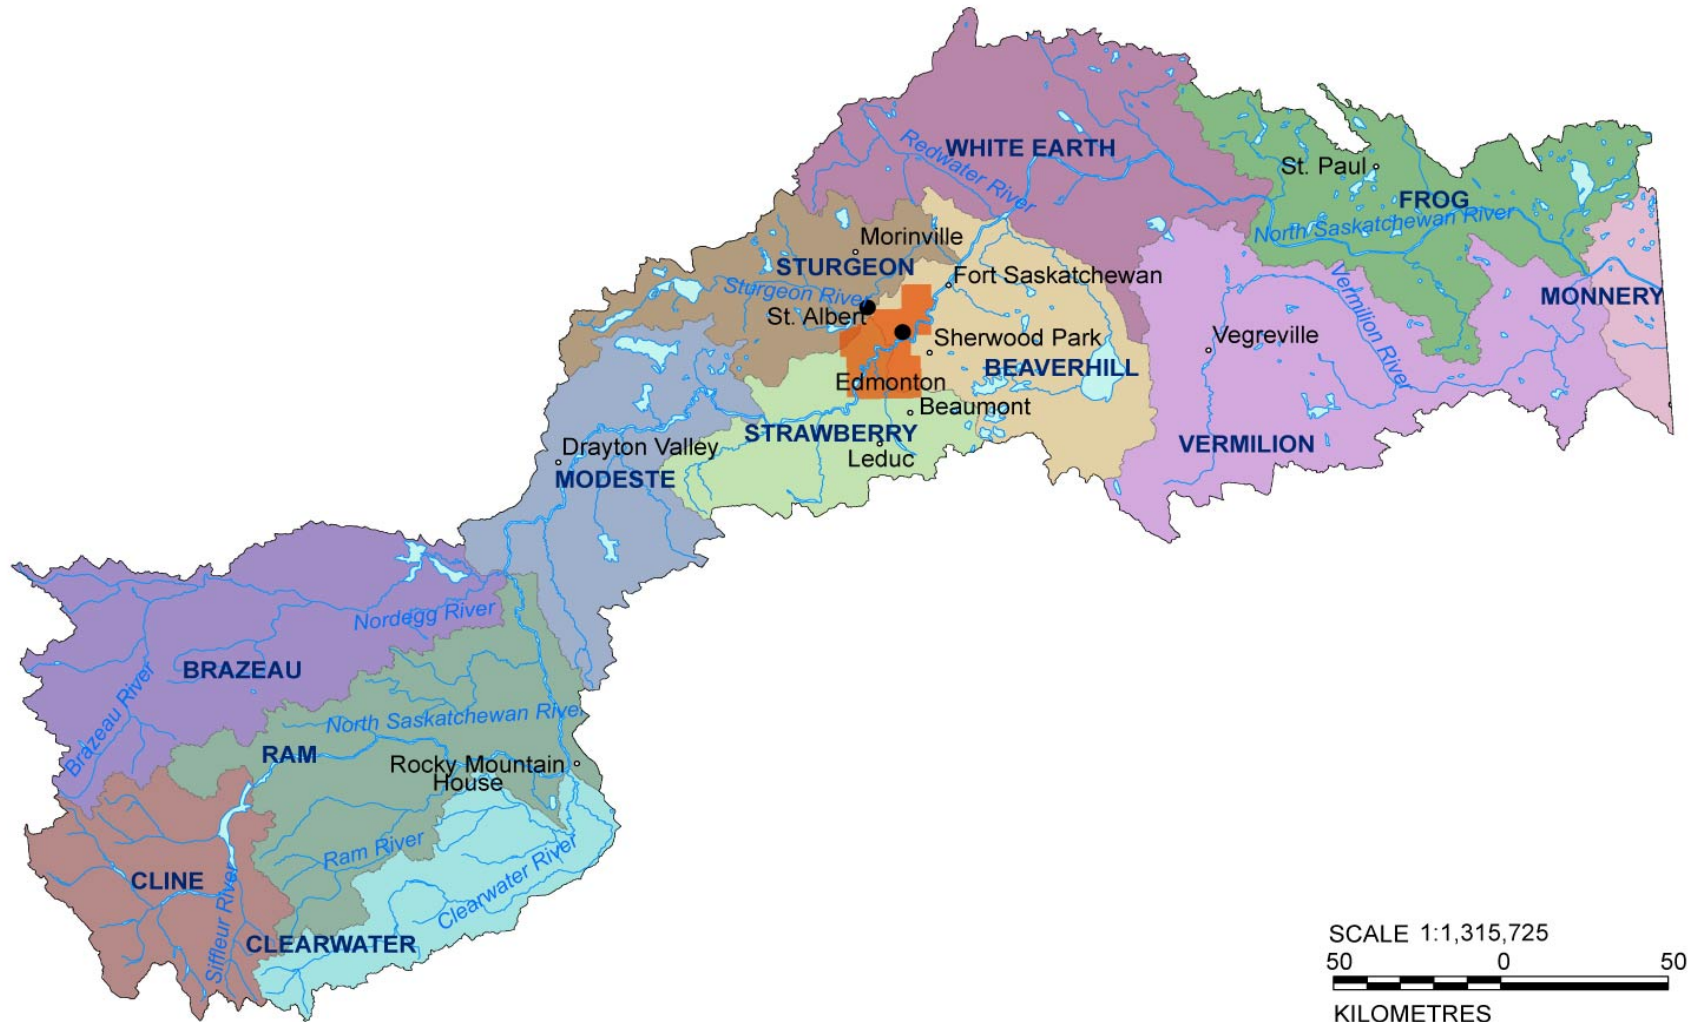 WHITE EARTH
Redwater River
St. Paul
FROG
North Saskatchewan River
Morinville
STURGEON
Fort Saskatchewan
Sturgeon River
St. Albert
MONNERY
Vermilion River
Sherwood Park
Vegreville
BEAVERHILL
Edmonton
Beaumont
STRAWBERRY
Leduc
VERMILION
Drayton Valley
MODESTE
Nordegg River
BRAZEAU
Brazeau River
North Saskatchewan River
RAM
Rocky Mountain
House
Ram River
CLINE
Siffleur River
Clearwater River
CLEARWATER
SCALE 1:1,315,725
50 0 50
KILOMETRES